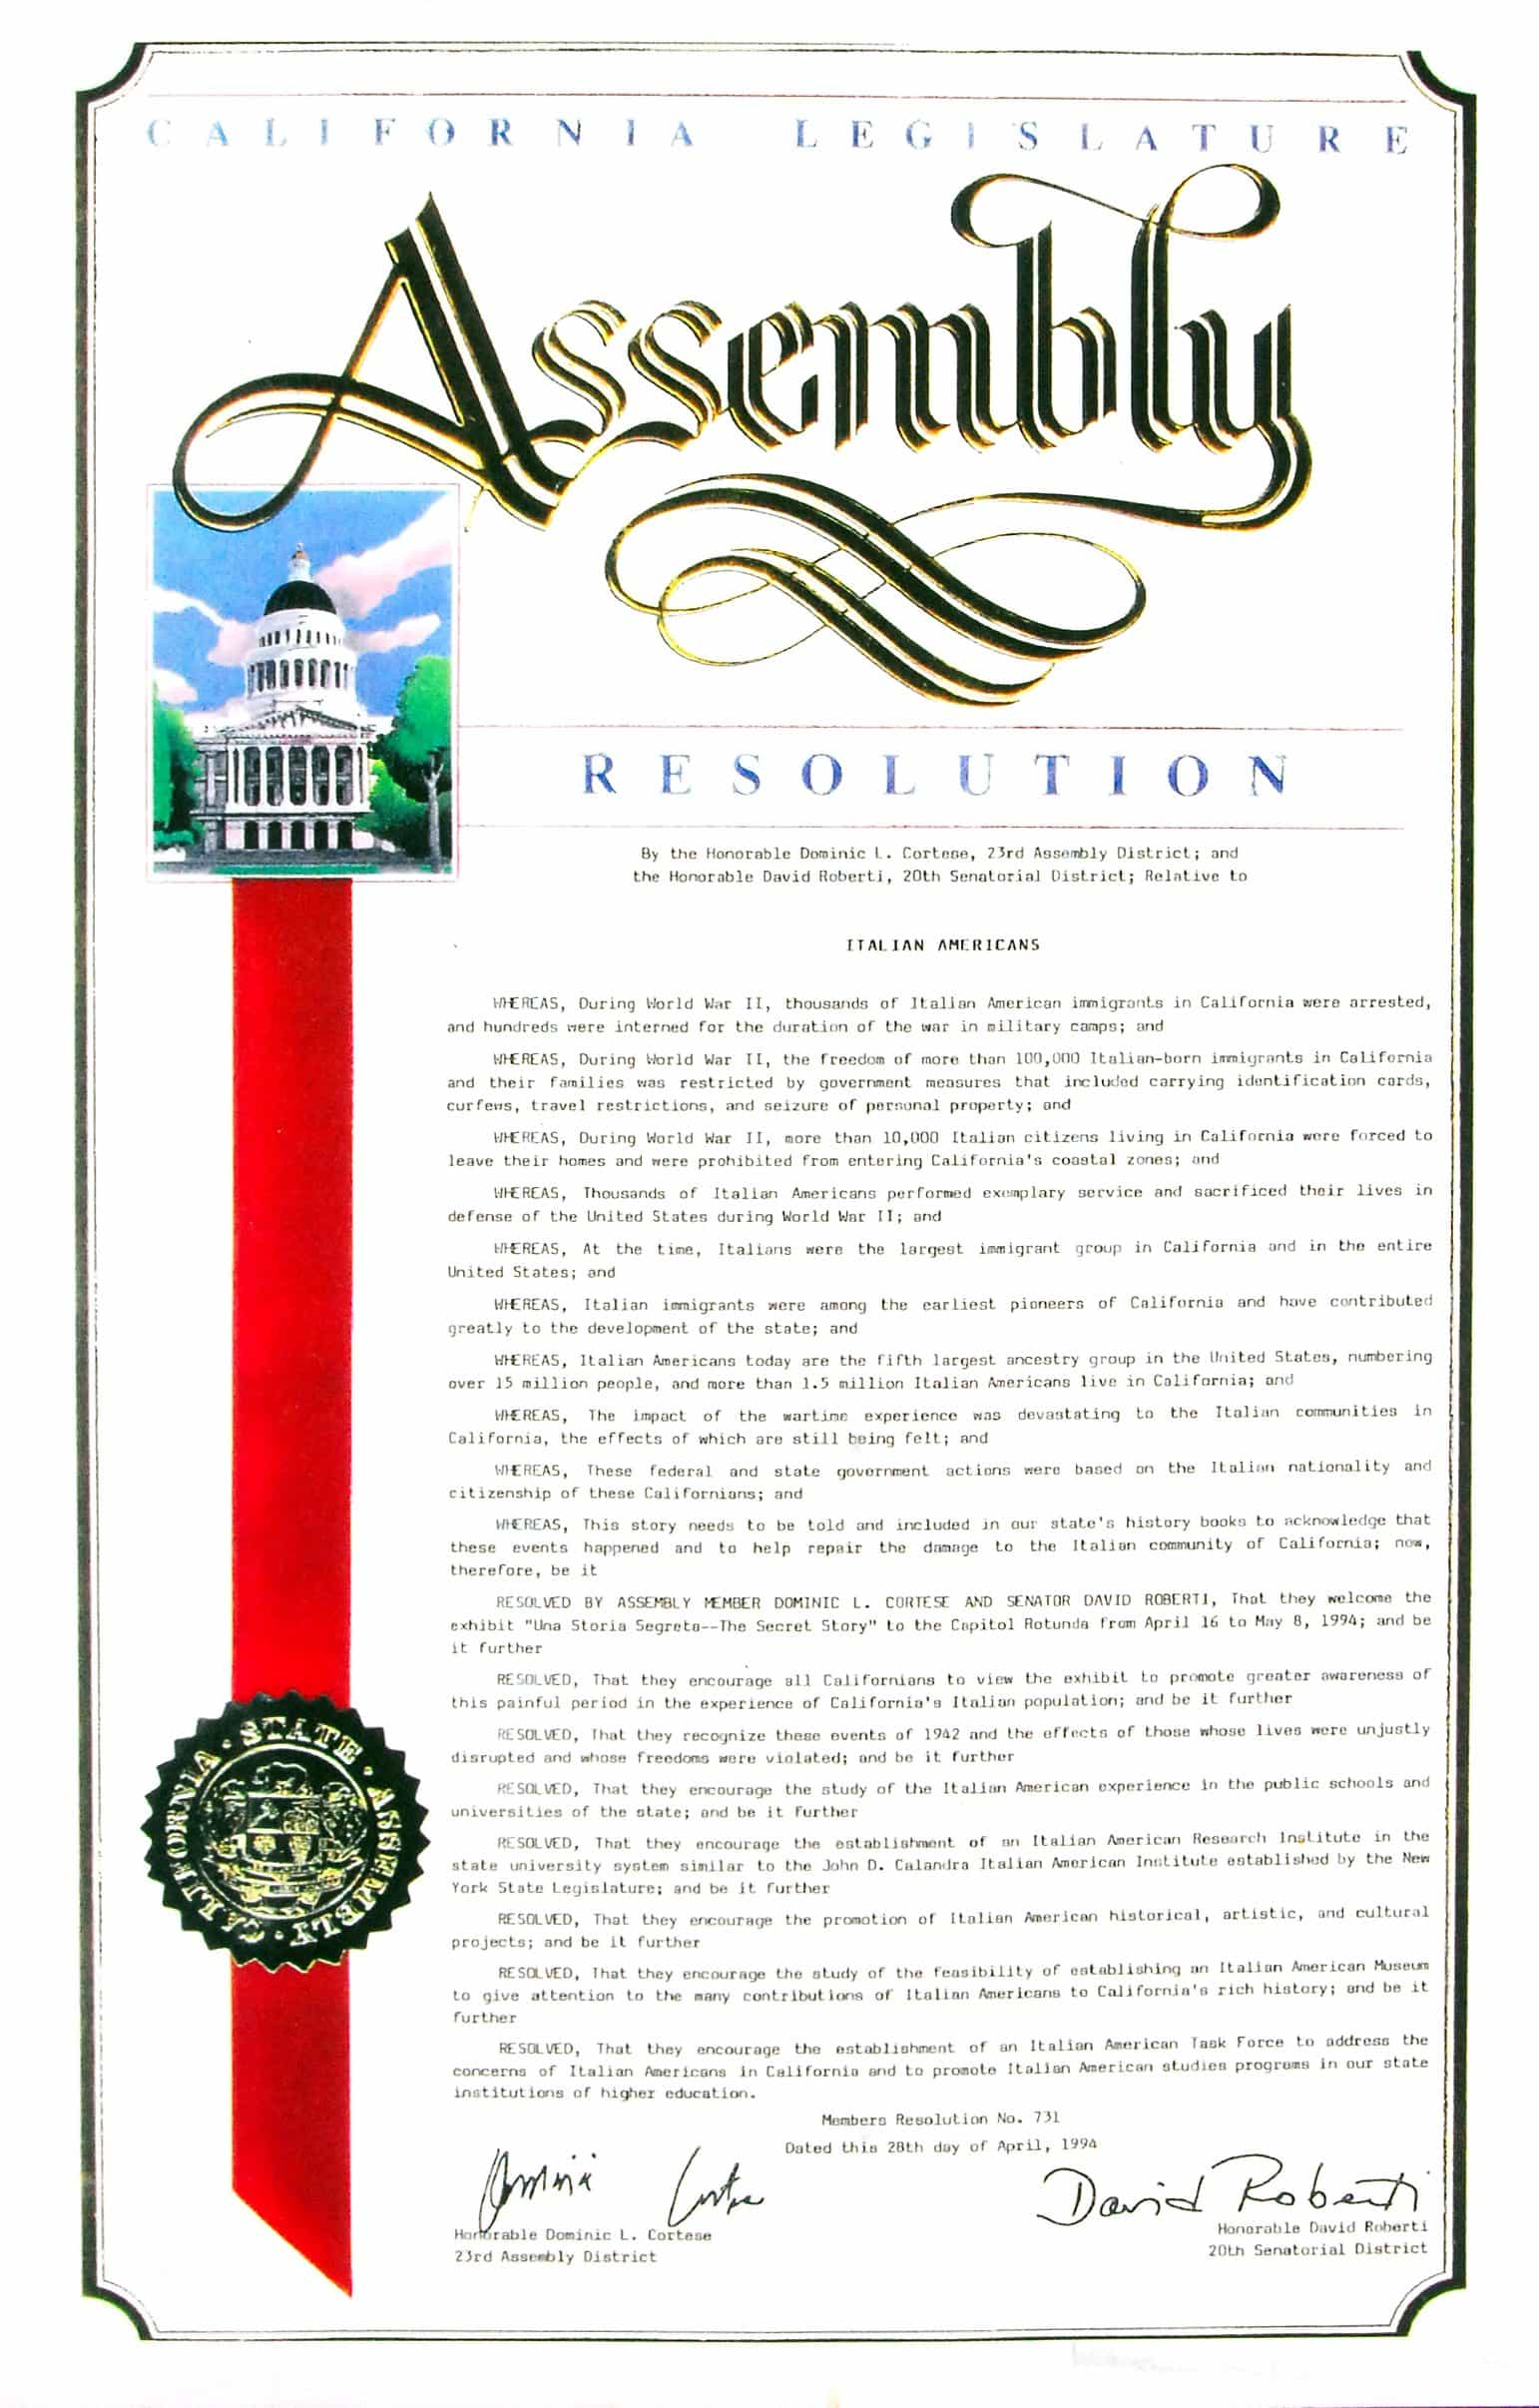 CALIFORNIA LEGISLATURE
Assembly
RESOLUTION
By the Honorable Dominic L. Cortese, 23rd Assembly District; and
the Honorable David Roberti, 20th Senatorial District; Relative to
ITALIAN AMERICANS
WHEREAS, During World War II, thousands of Italian American immigrants in California were arrested,
and hundreds were interned for the duration of the war in military camps; and
WHEREAS, During World War II, the freedom of more than 100,000 Italian-born immigrants in California
and their families was restricted by government measures that included carrying identification cards,
curfews, travel restrictions, and seizure of personal property; and
WHEREAS, During World War II, more than 10,000 Italian citizens living in California were forced to
leave their homes and were prohibited from entering California's coastal zones; and
WHEREAS, Thousands of Italian Americans performed exemplary service and sacrificed their lives in
defense of the United States during World War II; and
WHEREAS, At the time, Italians were the largest immigrant group in California and in the entire
United States; and
WHEREAS, Italian immigrants were among the earliest pioneers of California and have contributed
greatly to the development of the state; and
WHEREAS, Italian Americans today are the fifth largest ancestry group in the United States, numbering
over 15 million people, and more than 1.5 million Italian Americans live in California; and
WHEREAS, The impact of the wartime experience was devastating to the Italian communities in
California, the effects of which are still being felt; and
WHEREAS, These federal and state government actions were based on the Italian nationality and
citizenship of these Californians; and
WHEREAS, This story needs to be told and included in our state's history books to acknowledge that
these events happened and to help repair the damage to the Italian community of California; now,
therefore, be it
RESOLVED BY ASSEMBLY MEMBER DOMINIC L. CORTESE AND SENATOR DAVID ROBERTI, That they welcome the
exhibit "Una Storia Segreta--The Secret Story" to the Capitol Rotunda from April 16 to May 8, 1994; and be
it further
RESOLVED, That they encourage all Californians to view the exhibit to promote greater awareness of
this painful period in the experience of California's Italian population; and be it further
RESOLVED, That they recognize these events of 1942 and the effects of those whose lives were unjustly
disrupted and whose freedoms were violated; and be it further
RESOLVED, That they encourage the study of the Italian American experience in the public schools and
universities of the state; and be it further
RESOLVED, That they encourage the establishment of an Italian American Research Institute in the
state university system similar to the John D. Calandra Italian American Institute established by the New
York State Legislature; and be it further
RESOLVED, That they encourage the promotion of Italian American historical, artistic, and cultural
projects; and be it further
RESOLVED, That they encourage the study of the feasibility of establishing an Italian American Museum
to give attention to the many contributions of Italian Americans to California's rich history; and be it
further
RESOLVED, That they encourage the establishment of an Italian American Task Force to address the
concerns of Italian Americans in California and to promote Italian American studies programs in our state
institutions of higher education.
Members Resolution No. 731
Dated this 28th day of April, 1994
Dominic Cortese
David Roberti
Honorable Dominic L. Cortese
23rd Assembly District
Honorable David Roberti
20th Senatorial District
CALIFORNIA · STATE · ASSEMBLY ·